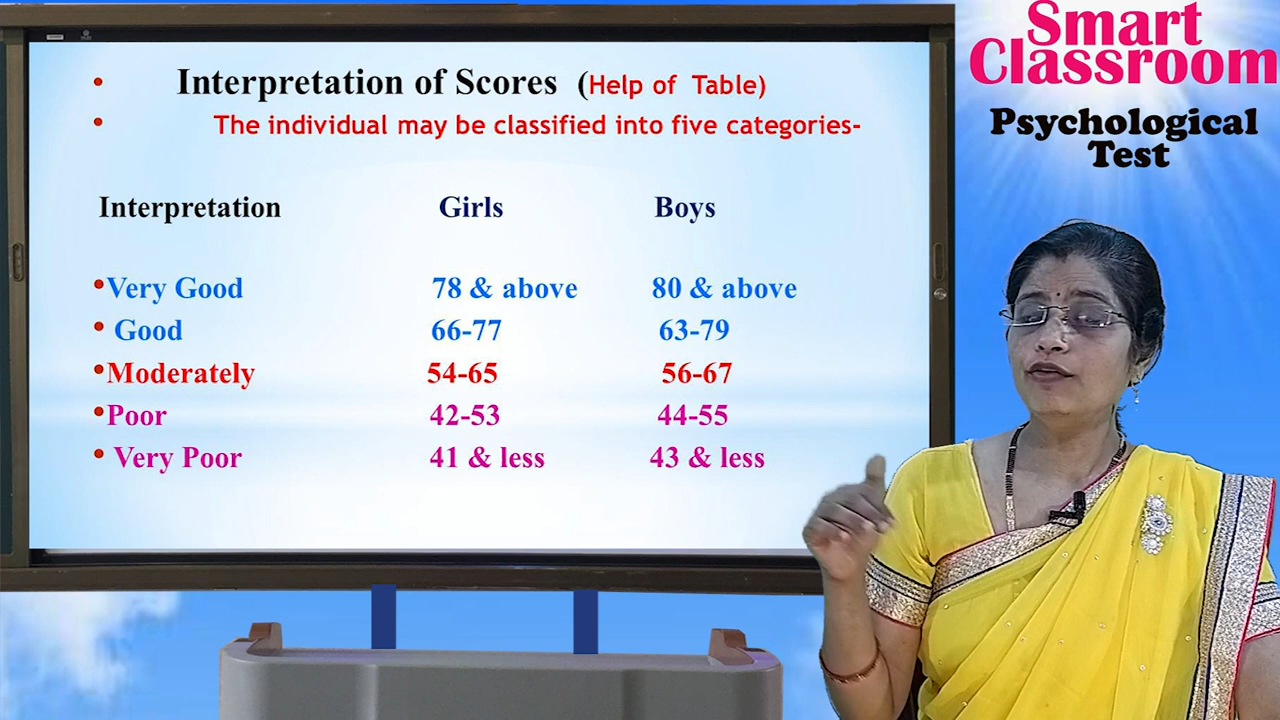 Smart
Classroom
Psychological
Test
• Interpretation of Scores (Help of Table)
• The individual may be classified into five categories-
Interpretation Girls Boys
•Very Good 78 & above 80 & above
• Good 66-77 63-79
•Moderately 54-65 56-67
•Poor 42-53 44-55
• Very Poor 41 & less 43 & less